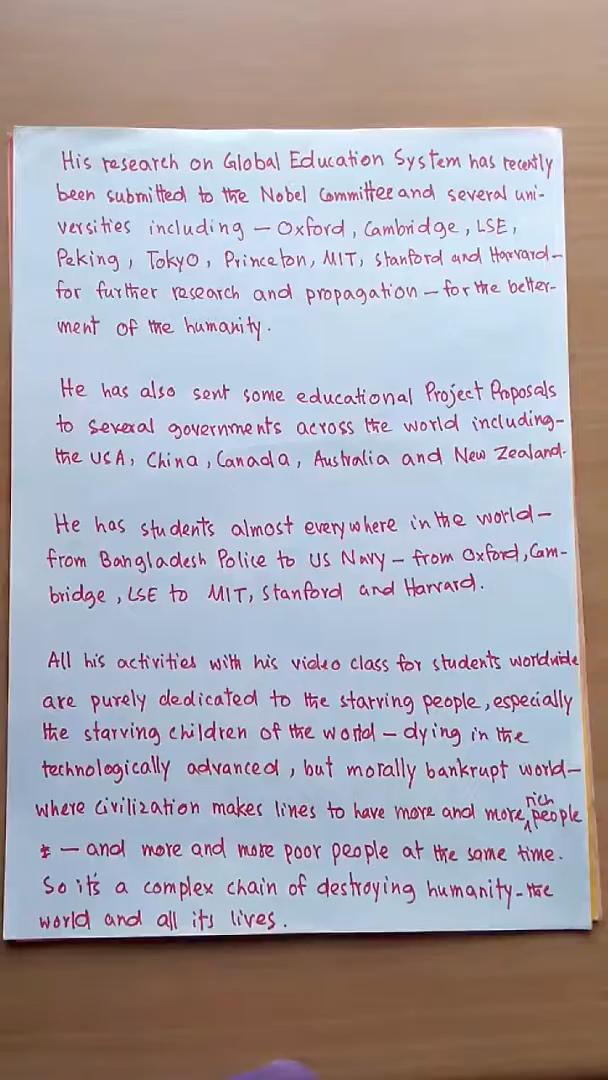 His research on Global Education System has recently
been submitted to the Nobel Committee and several uni-
versities including – Oxford, Cambridge, LSE,
Peking, Tokyo, Princeton, MIT, Stanford and Harvard –
for further research and propagation – for the better-
ment of the humanity.
He has also sent some educational Project Proposals
to several governments across the world including –
the USA, China, Canada, Australia and New Zealand.
He has students almost everywhere in the world –
from Bangladesh Police to US Navy – from Oxford, Cam-
bridge, LSE to MIT, Stanford and Harvard.
All his activities with his video class for students worldwide
are purely dedicated to the starving people, especially
the starving children of the world – dying in the
technologically advanced, but morally bankrupt world –
where civilization makes lines to have more and more rich people
– and more and more poor people at the same time.
So it's a complex chain of destroying humanity – the
world and all its lives.